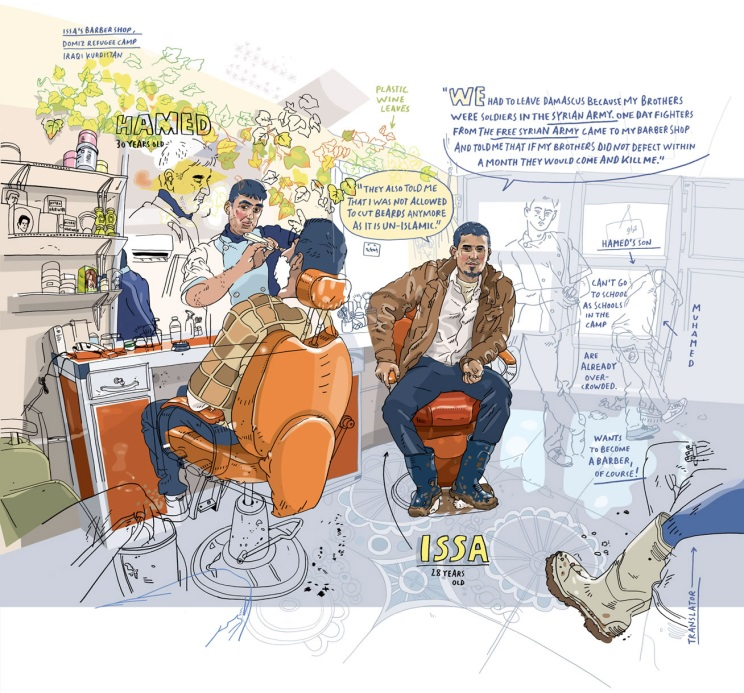 ISSA'S BARBERSHOP,
DOMIZ REFUGEE CAMP
IRAQI KURDISTAN
HAMED
30 YEARS OLD
PLASTIC
WINE
LEAVES
"WE HAD TO LEAVE DAMASCUS BECAUSE MY BROTHERS
WERE SOLDIERS IN THE SYRIAN ARMY. ONE DAY FIGHTERS
FROM THE FREE SYRIAN ARMY CAME TO MY BARBERSHOP
AND TOLD ME THAT IF MY BROTHERS DID NOT DEFECT WITHIN
A MONTH THEY WOULD COME AND KILL ME."
"THEY ALSO TOLD ME
THAT I WAS NOT ALLOWED
TO CUT BEARDS ANYMORE
AS IT IS UN-ISLAMIC."
HAMED'S SON
MUHAMED
CAN'T GO
TO SCHOOL
AS SCHOOLS
IN THE
CAMP
ARE
ALREADY
OVER-
CROWDED.
WANTS
TO BECOME
A BARBER,
OF COURSE!
ISSA
28 YEARS
OLD
TRANSLATOR